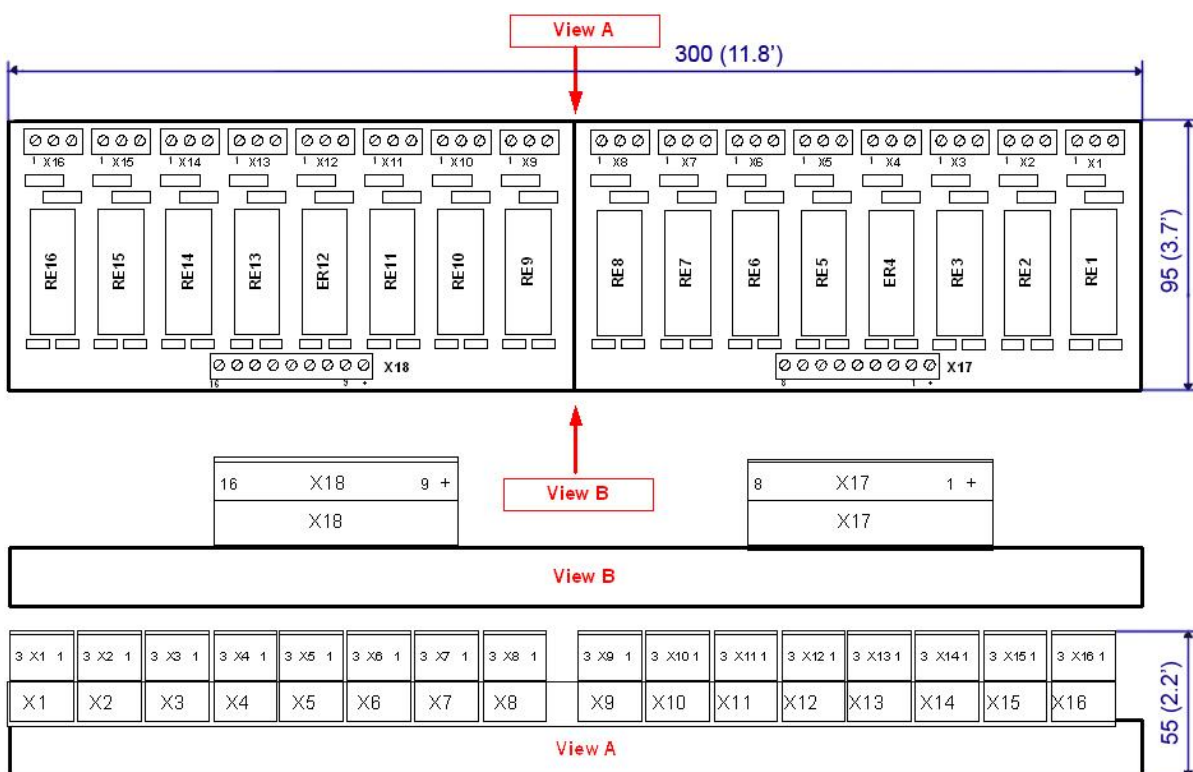 View A
300 (11.8')
1 X16 1 X15 1 X14 1 X13 1 X12 1 X11 1 X10 1 X9 1 X8 1 X7 1 X6 1 X5 1 X4 1 X3 1 X2 1 X1
RE16 RE15 RE14 RE13 ER12 RE11 RE10 RE9 RE8 RE7 RE6 RE5 ER4 RE3 RE2 RE1
95 (3.7')
X18 X17
16 9 + 8 1 +
View B
16 X18 9 + 8 X17 1 +
X18 X17
View B
3 X1 1 3 X2 1 3 X3 1 3 X4 1 3 X5 1 3 X6 1 3 X7 1 3 X8 1 3 X9 1 3 X10 1 3 X11 1 3 X12 1 3 X13 1 3 X14 1 3 X15 1 3 X16 1
X1 X2 X3 X4 X5 X6 X7 X8 X9 X10 X11 X12 X13 X14 X15 X16
55 (2.2')
View A